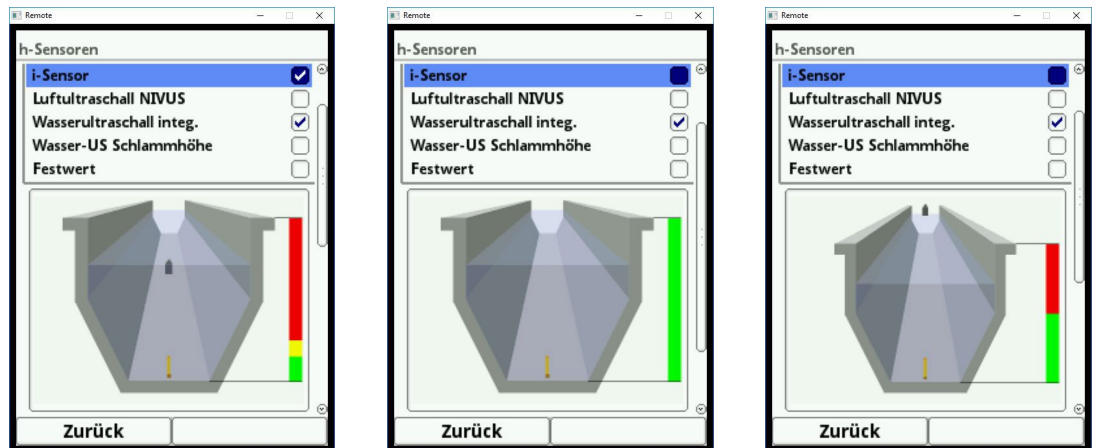 Remote
h-Sensoren
i-Sensor
Luftultraschall NIVUS
Wasserultraschall integ.
Wasser-US Schlammhöhe
Festwert
Zurück
Remote
h-Sensoren
i-Sensor
Luftultraschall NIVUS
Wasserultraschall integ.
Wasser-US Schlammhöhe
Festwert
Zurück
Remote
h-Sensoren
i-Sensor
Luftultraschall NIVUS
Wasserultraschall integ.
Wasser-US Schlammhöhe
Festwert
Zurück